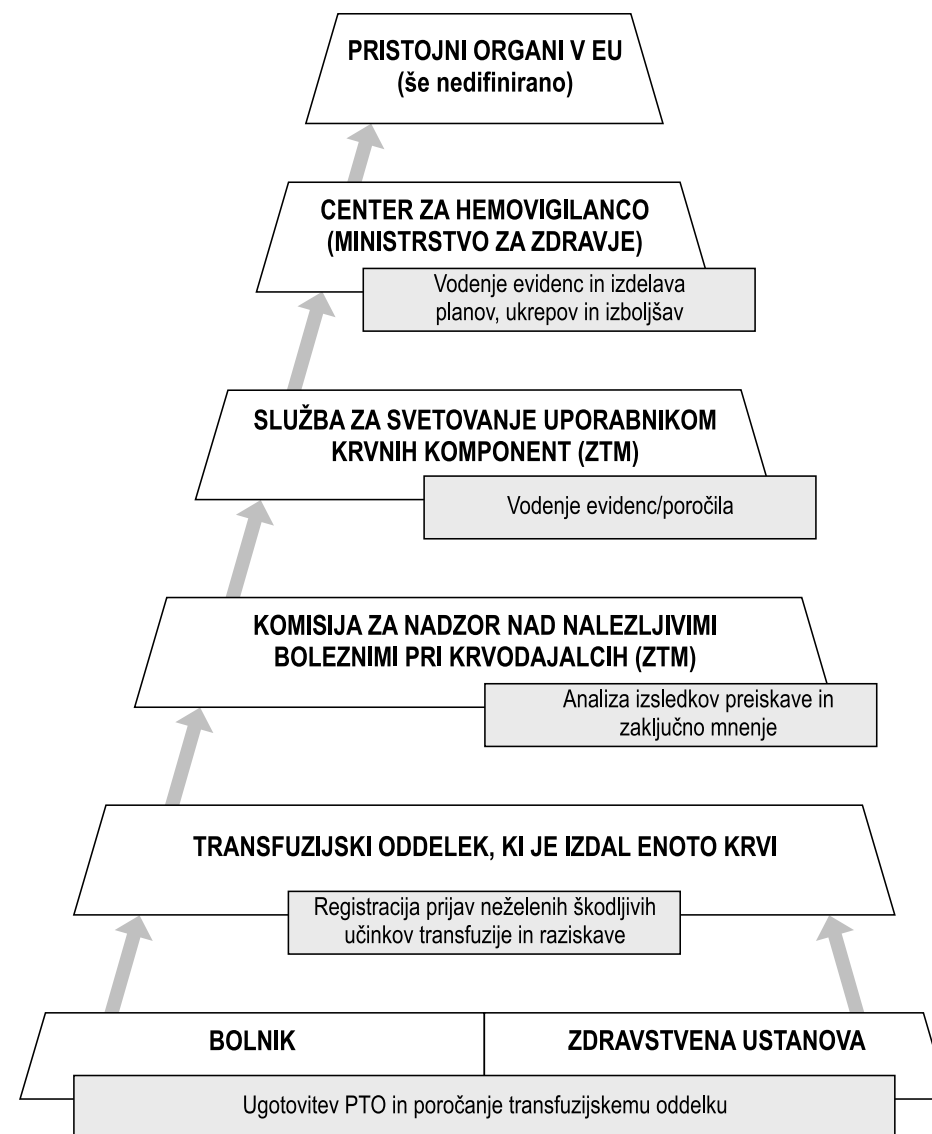 PRISTOJNI ORGANI V EU
(še nedifinirano)
CENTER ZA HEMOVIGILANCO
(MINISTRSTVO ZA ZDRAVJE)
Vodenje evidenc in izdelava
planov, ukrepov in izboljšav
SLUŽBA ZA SVETOVANJE UPORABNIKOM
KRVNIH KOMPONENT (ZTM)
Vodenje evidenc/poročila
KOMISIJA ZA NADZOR NAD NALEZLJIVIMI
BOLEZNIMI PRI KRVODAJALCIH (ZTM)
Analiza izsledkov preiskave in
zaključno mnenje
TRANSFUZIJSKI ODDELEK, KI JE IZDAL ENOTO KRVI
Registracija prijav neželenih škodljivih
učinkov transfuzije in raziskave
BOLNIK
ZDRAVSTVENA USTANOVA
Ugotovitev PTO in poročanje transfuzijskemu oddelku